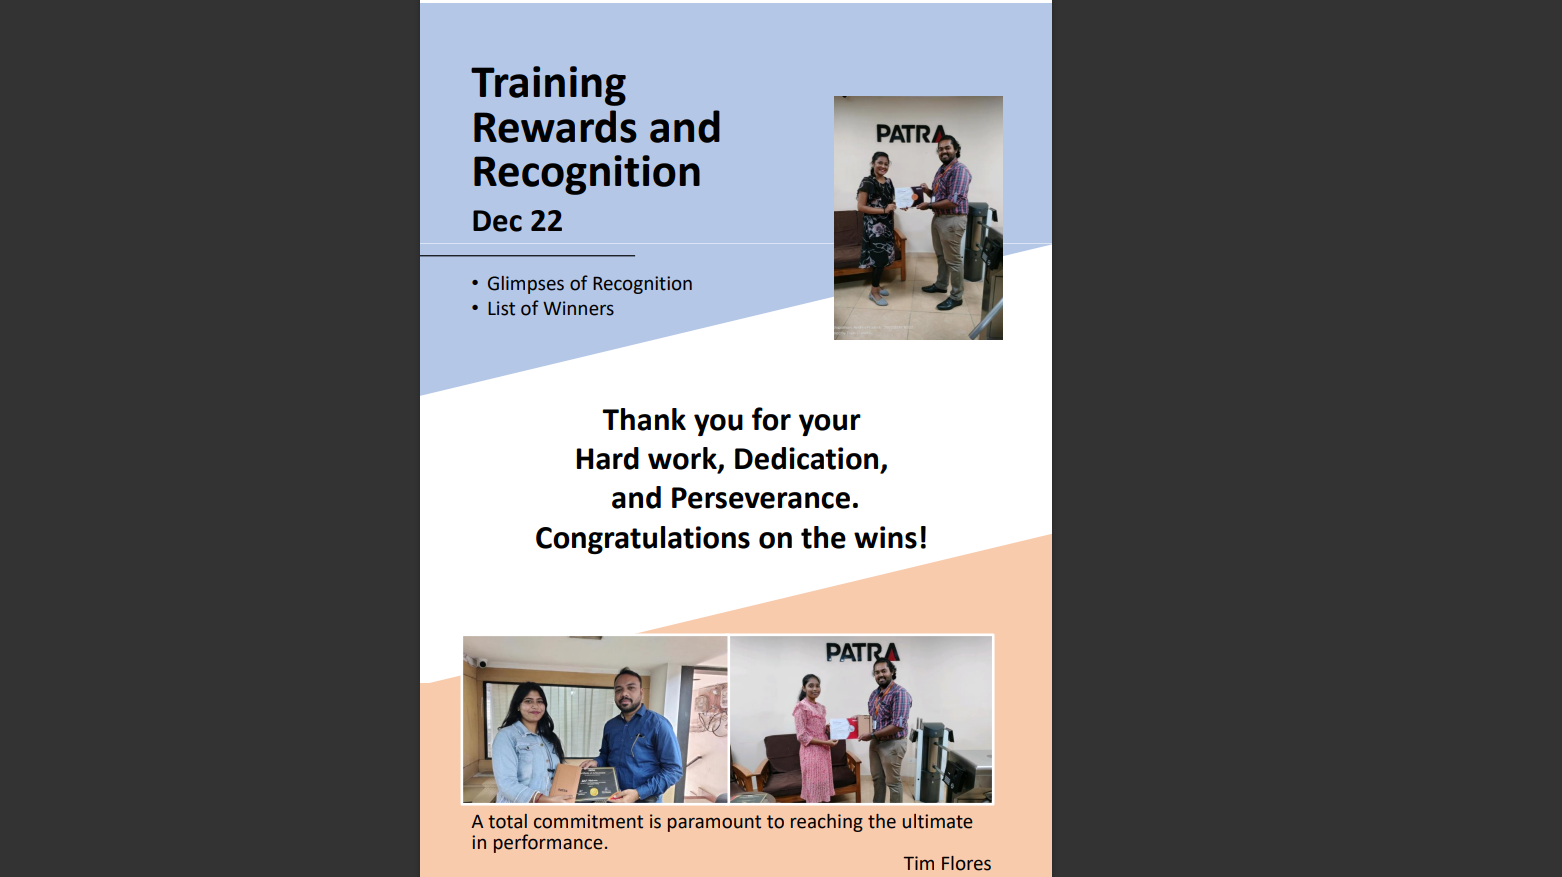 Training
Rewards and
Recognition
Dec 22
• Glimpses of Recognition
• List of Winners
PATRA
Thank you for your
Hard work, Dedication,
and Perseverance.
Congratulations on the wins!
PATRA
PATRA
A total commitment is paramount to reaching the ultimate
in performance.
Tim Flores